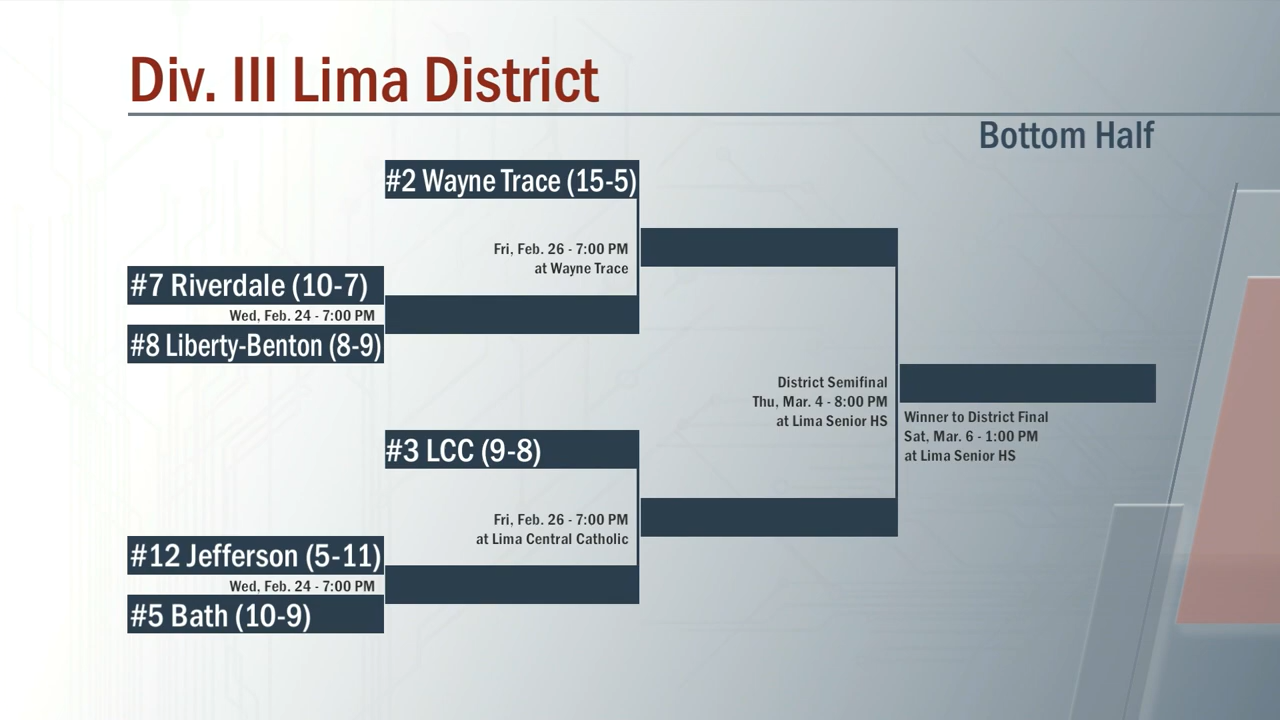 Div. III Lima District
Bottom Half
#2 Wayne Trace (15-5)
Fri, Feb. 26 - 7:00 PM
at Wayne Trace
#7 Riverdale (10-7)
Wed, Feb. 24 - 7:00 PM
#8 Liberty-Benton (8-9)
District Semifinal
Thu, Mar. 4 - 8:00 PM
at Lima Senior HS
Winner to District Final
Sat, Mar. 6 - 1:00 PM
at Lima Senior HS
#3 LCC (9-8)
Fri, Feb. 26 - 7:00 PM
at Lima Central Catholic
#12 Jefferson (5-11)
Wed, Feb. 24 - 7:00 PM
#5 Bath (10-9)